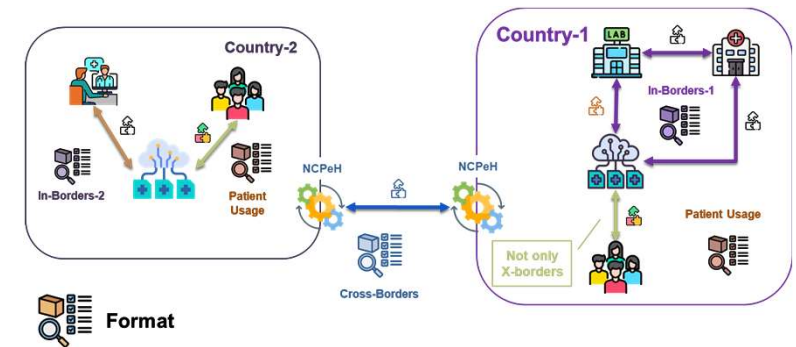 Country-2
In-Borders-2
Patient
Usage
NCPeH
Cross-Borders
NCPeH
Country-1
LAB
In-Borders-1
Patient Usage
Not only
X-borders
Format